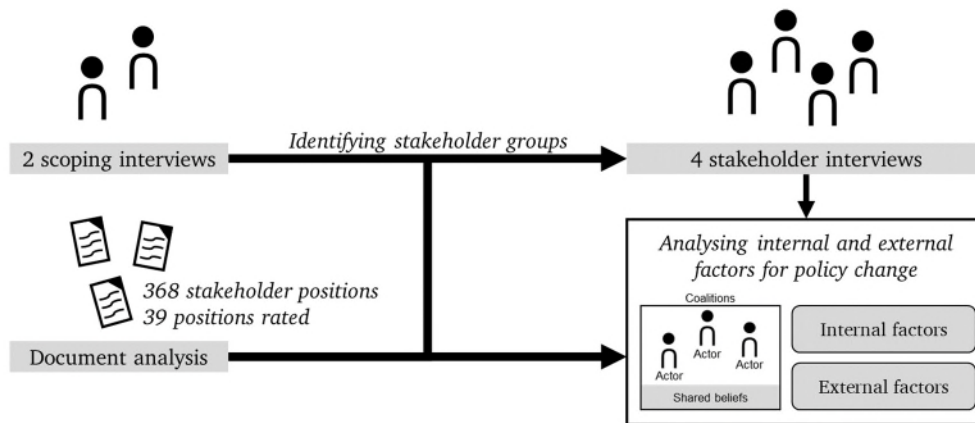 2 scoping interviews
Identifying stakeholder groups
4 stakeholder interviews
368 stakeholder positions
39 positions rated
Document analysis
Analysing internal and external
factors for policy change
Coalitions
Actor
Actor
Actor
Shared beliefs
Internal factors
External factors